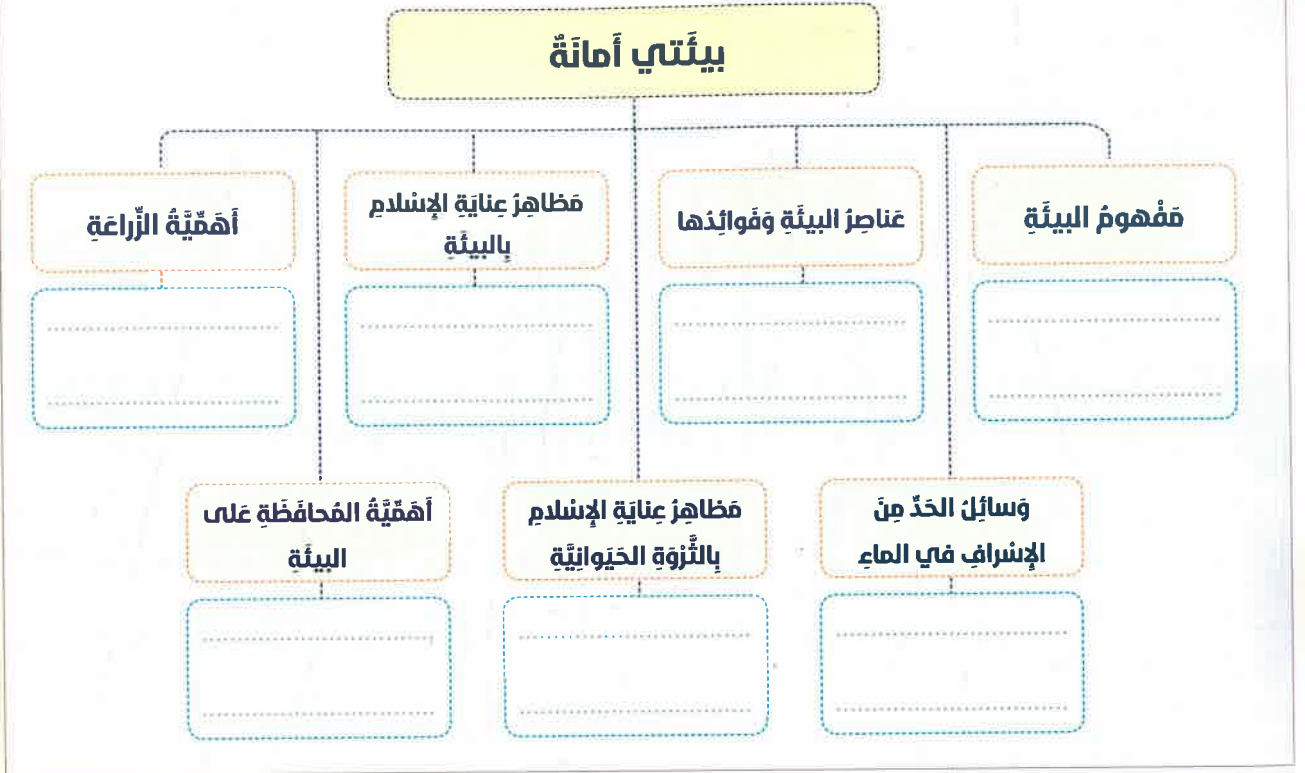 بيئَتي أَمانَةٌ
مَفْهومُ البيئَةِ
عَناصِرُ البيئَةِ وَفَوائِدُها
مَظاهِرُ عِنايَةِ الإِسْلامِ
بِالبيئَةِ
أَهَمِّيَّةُ الزِّراعَةِ
وَسائِلُ الحَدِّ مِنَ
الإِسْرافِ في الماءِ
مَظاهِرُ عِنايَةِ الإِسْلامِ
بِالثَّرْوَةِ الحَيَوانِيَّةِ
أَهَمِّيَّةُ المُحافَظَةِ عَلى
البيئَةِ